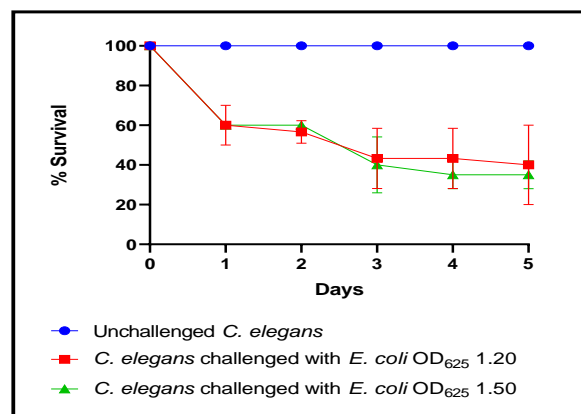 100
80
60
40
20
0
% Survival
0 1 2 3 4 5
Days
Unchallenged C. elegans
C. elegans challenged with E. coli OD625 1.20
C. elegans challenged with E. coli OD625 1.50